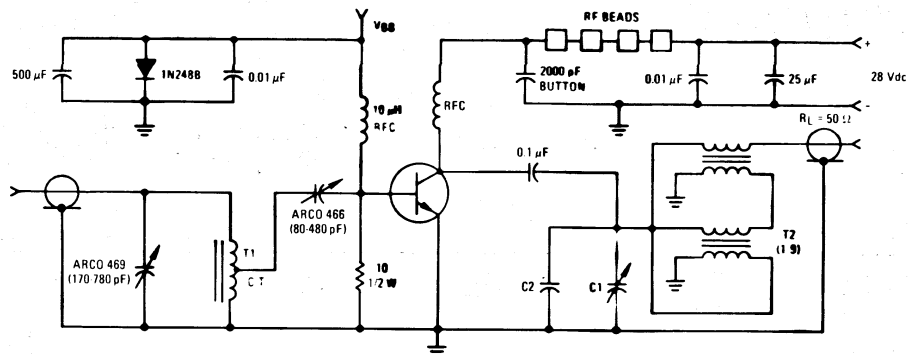 RF BEADS
VBB
+
500 µF
1N248B
0.01 µF
2000 pF
BUTTON
0.01 µF
25 µF
28 Vdc
-
10 µH
RFC
RFC
RL = 50 Ω
0.1 µF
ARCO 466
(80-480 pF)
ARCO 469
(170-780 pF)
T1
C T
10
1/2 W
C2
C1
T2
(1 9)